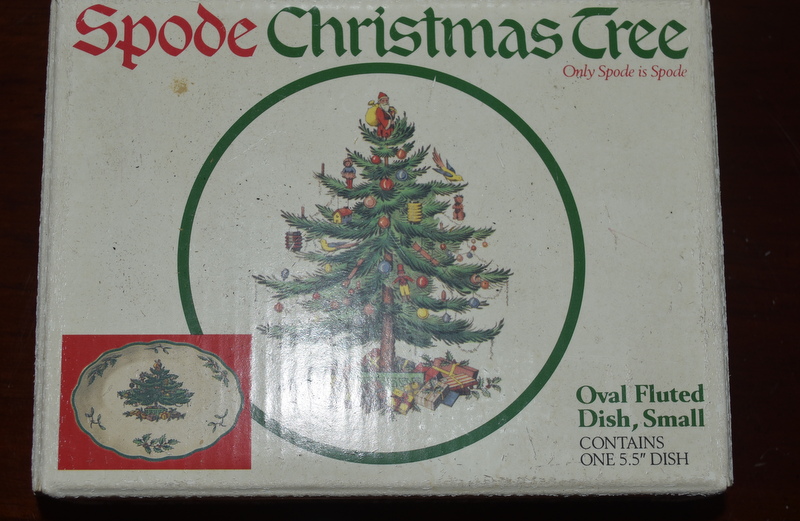 Spode Christmas Tree
Only Spode is Spode
Oval Fluted
Dish, Small
CONTAINS
ONE 5.5" DISH